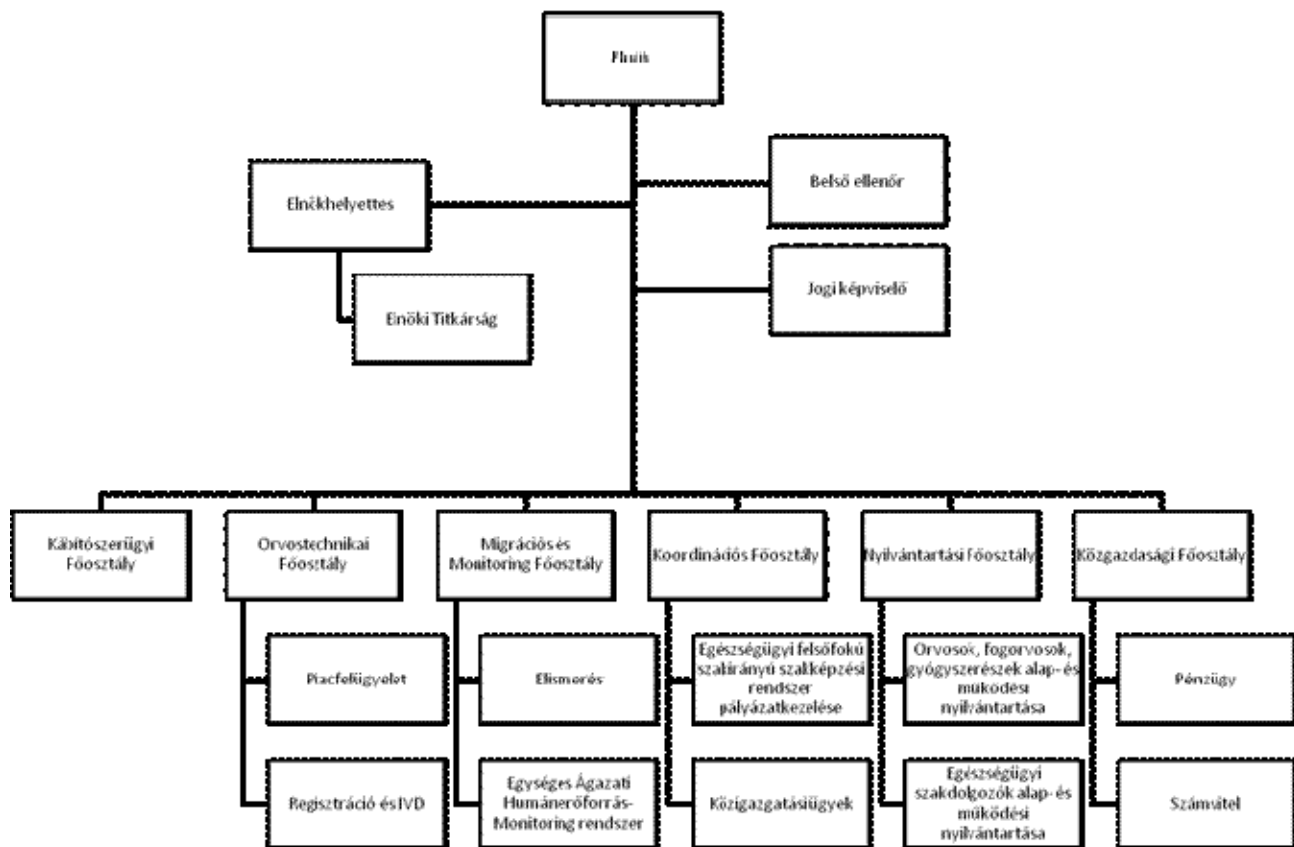 Elnök
Belső ellenőr
Elnökhelyettes
Jogi képviselő
Elnöki Titkárság
Kábítószerügyi
Főosztály
Orvostechnikai
Főosztály
Migrációs és
Monitoring Főosztály
Koordinációs Főosztály
Nyilvántartási Főosztály
Közgazdasági Főosztály
Piacfelügyelet
Elismerés
Egészségügyi felsőfokú
szakirányú szakképzési
rendszer
pályázatkezelése
Orvosok, fogorvosok,
gyógyszerészek alap- és
működési
nyilvántartása
Pénzügy
Regisztráció és IVD
Egységes Ágazati
Humánerőforrás-
Monitoring rendszer
Közigazgatási ügyek
Egészségügyi
szakdolgozók alap- és
működési
nyilvántartása
Számvitel